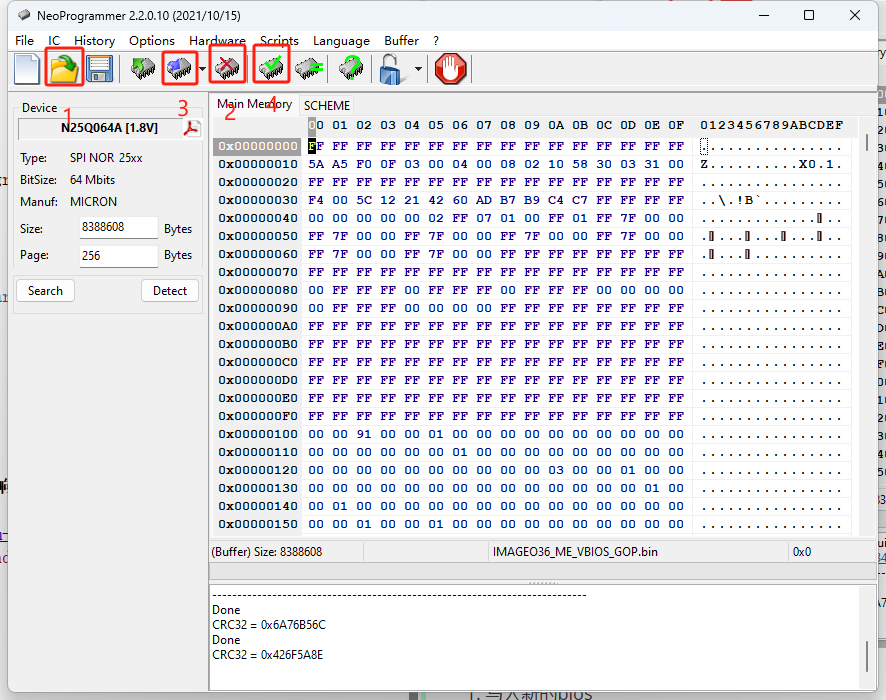 NeoProgrammer 2.2.0.10 (2021/10/15)
File IC History Options Hardware Scripts Language Buffer ?
1 3 2 4
Device
N25Q064A [1.8V]
Type: SPI NOR 25xx
BitSize: 64 Mbits
Manuf: MICRON
Size: 8388608 Bytes
Page: 256 Bytes
Search Detect
Main Memory SCHEME
00 01 02 03 04 05 06 07 08 09 0A 0B 0C 0D 0E 0F 0123456789ABCDEF
0x00000000 FF FF FF FF FF FF FF FF FF FF FF FF FF FF FF FF ................
0x00000010 5A A5 F0 0F 03 00 04 00 08 02 10 58 30 03 31 00 Z..........X0.1.
0x00000020 FF FF FF FF FF FF FF FF FF FF FF FF FF FF FF FF ................
0x00000030 F4 00 5C 12 21 42 60 AD B7 B9 C4 C7 FF FF FF FF ..\.!B`.........
0x00000040 00 00 00 00 00 02 FF 07 01 00 FF 01 FF 7F 00 00
0x00000050 FF 7F 00 00 FF 7F 00 00 FF 7F 00 00 FF 7F 00 00
0x00000060 FF 7F 00 00 FF 7F 00 00 FF FF FF FF FF FF FF FF
0x00000070 FF FF FF FF FF FF FF FF FF FF FF FF FF FF FF FF ................
0x00000080 00 00 FF FF 00 FF FF FF 00 FF FF FF 00 00 00 00 ................
0x00000090 00 FF FF FF 00 00 00 00 FF FF FF FF FF FF FF FF ................
0x000000A0 FF FF FF FF FF FF FF FF FF FF FF FF FF FF FF FF ................
0x000000B0 FF FF FF FF FF FF FF FF FF FF FF FF FF FF FF FF ................
0x000000C0 FF FF FF FF FF FF FF FF FF FF FF FF FF FF FF FF ................
0x000000D0 FF FF FF FF FF FF FF FF FF FF FF FF FF FF FF FF ................
0x000000E0 FF FF FF FF FF FF FF FF FF FF FF FF FF FF FF FF ................
0x000000F0 FF FF FF FF FF FF FF FF FF FF FF FF FF FF FF FF ................
0x00000100 00 00 91 00 00 01 00 00 00 00 00 00 00 00 00 00 ................
0x00000110 00 00 00 00 00 00 01 00 00 00 00 00 00 00 00 00 ................
0x00000120 00 00 00 00 00 00 00 00 00 00 03 00 00 01 00 00 ................
0x00000130 00 00 00 00 00 00 00 00 00 00 00 00 00 00 01 00 ................
0x00000140 00 01 00 00 00 00 00 00 00 00 00 00 00 00 00 00 ................
0x00000150 00 00 01 00 00 01 00 00 00 00 00 00 00 00 00 00 ................
(Buffer) Size: 8388608 IMAGEO36_ME_VBIOS_GOP.bin 0x0
Done
CRC32 = 0x6A76B56C
Done
CRC32 = 0x426F5A8E